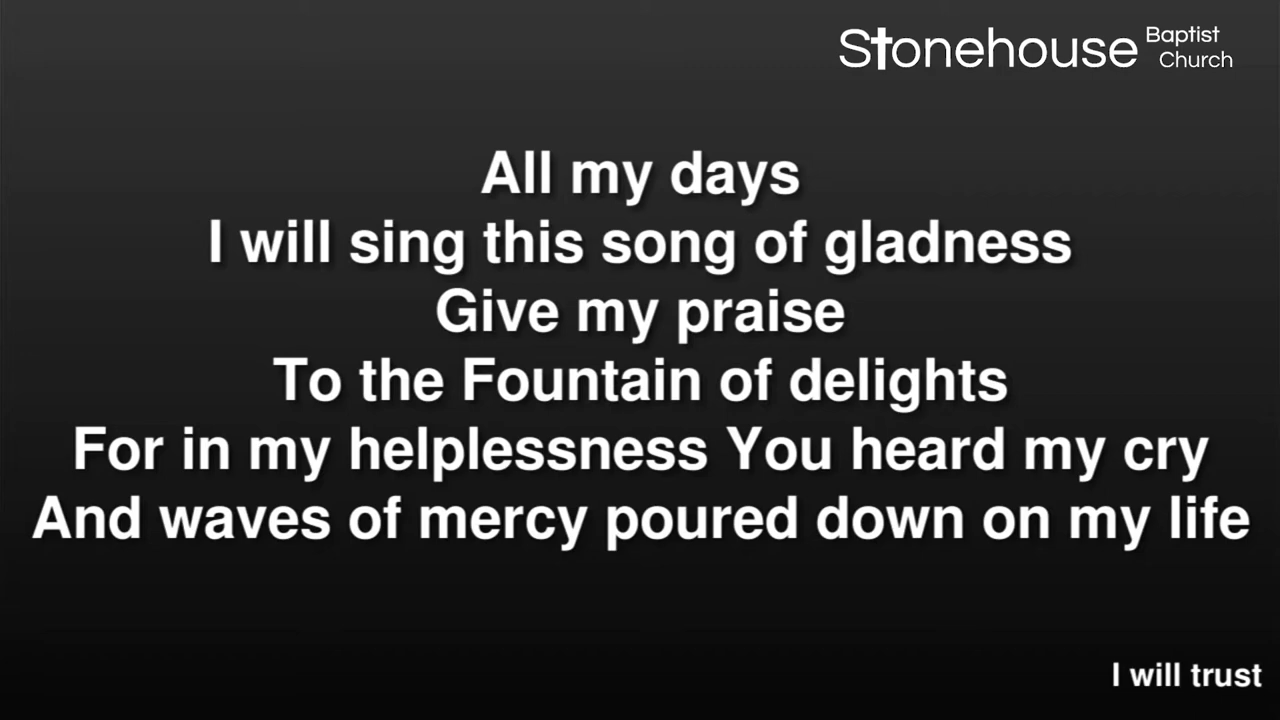 Stonehouse Baptist Church
All my days
I will sing this song of gladness
Give my praise
To the Fountain of delights
For in my helplessness You heard my cry
And waves of mercy poured down on my life
I will trust